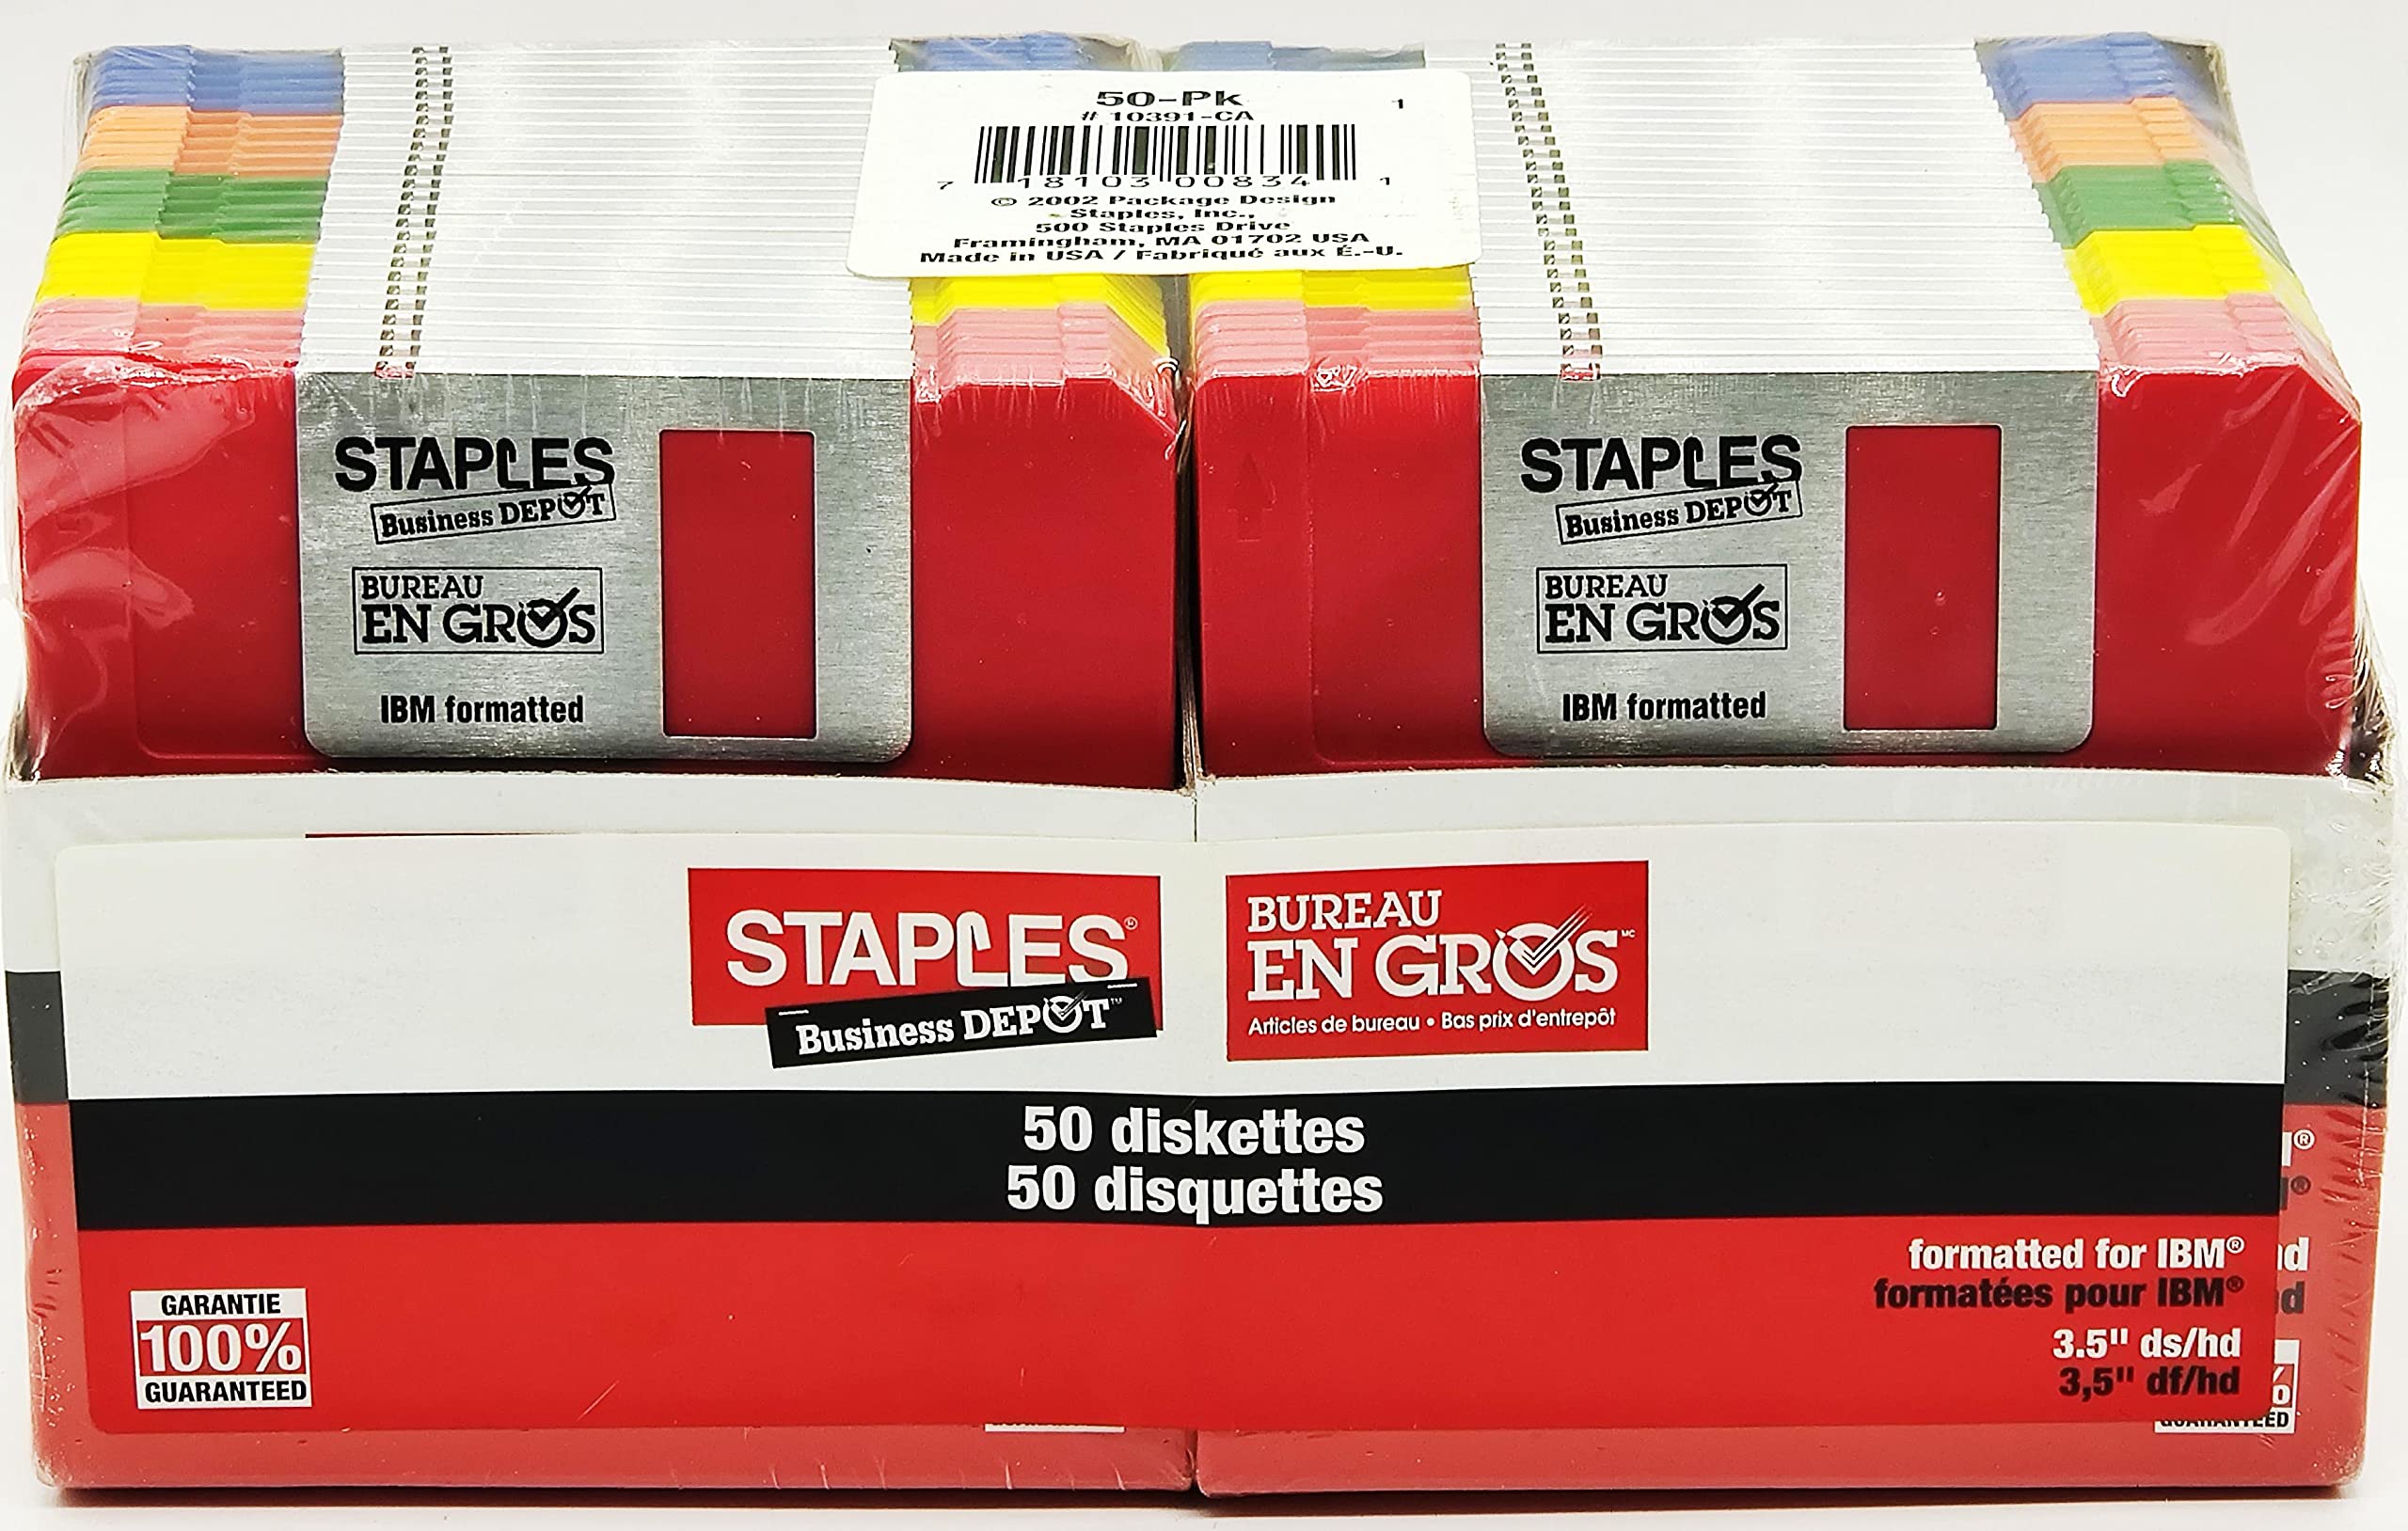 50-Pk
1
# 10391-CA
7 18103 00834 1
© 2002 Package Design
Staples, Inc.,
500 Staples Drive
Framingham, MA 01702 USA
Made in USA / Fabriqué aux É.-U.
STAPLES
Business DEPOT
BUREAU
EN GROS
IBM formatted
STAPLES
Business DEPOT
BUREAU
EN GROS
IBM formatted
STAPLES®
Business DEPOT™
BUREAU
EN GROS MC
Articles de bureau • Bas prix d'entrepôt
50 diskettes
50 disquettes
formatted for IBM®
formatées pour IBM®
3.5" ds/hd
3,5" df/hd
GARANTIE
100%
GUARANTEED